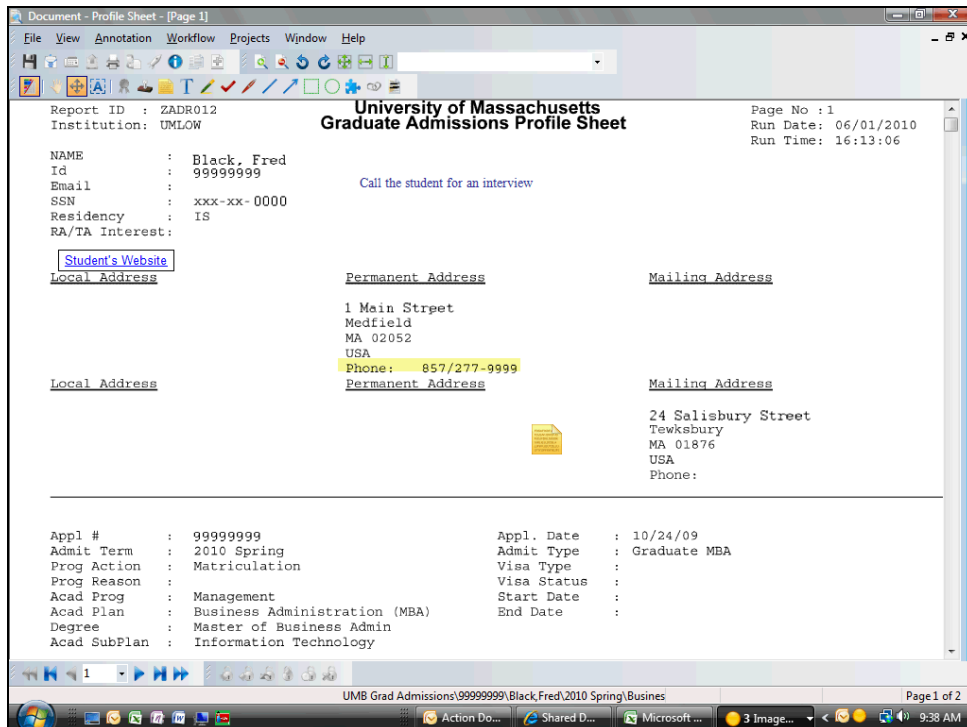 Document - Profile Sheet - [Page 1]
File View Annotation Workflow Projects Window Help
Report ID : ZADR012 University of Massachusetts Page No :1
Institution: UMLOW Graduate Admissions Profile Sheet Run Date: 06/01/2010
Run Time: 16:13:06
NAME : Black, Fred
Id : 99999999
Email : Call the student for an interview
SSN : xxx-xx-0000
Residency : IS
RA/TA Interest:
Student's Website
Local Address Permanent Address Mailing Address
1 Main Street
Medfield
MA 02052
USA
Phone: 857/277-9999
Local Address Permanent Address Mailing Address
24 Salisbury Street
Tewksbury
MA 01876
USA
Phone:
Appl # : 99999999 Appl. Date : 10/24/09
Admit Term : 2010 Spring Admit Type : Graduate MBA
Prog Action : Matriculation Visa Type :
Prog Reason : Visa Status :
Acad Prog : Management Start Date :
Acad Plan : Business Administration (MBA) End Date :
Degree : Master of Business Admin
Acad SubPlan : Information Technology
1
UMB Grad Admissions\99999999\Black,Fred\2010 Spring\Busines Page 1 of 2
Action Do... Shared D... Microsoft ... 3 Image... 9:38 AM